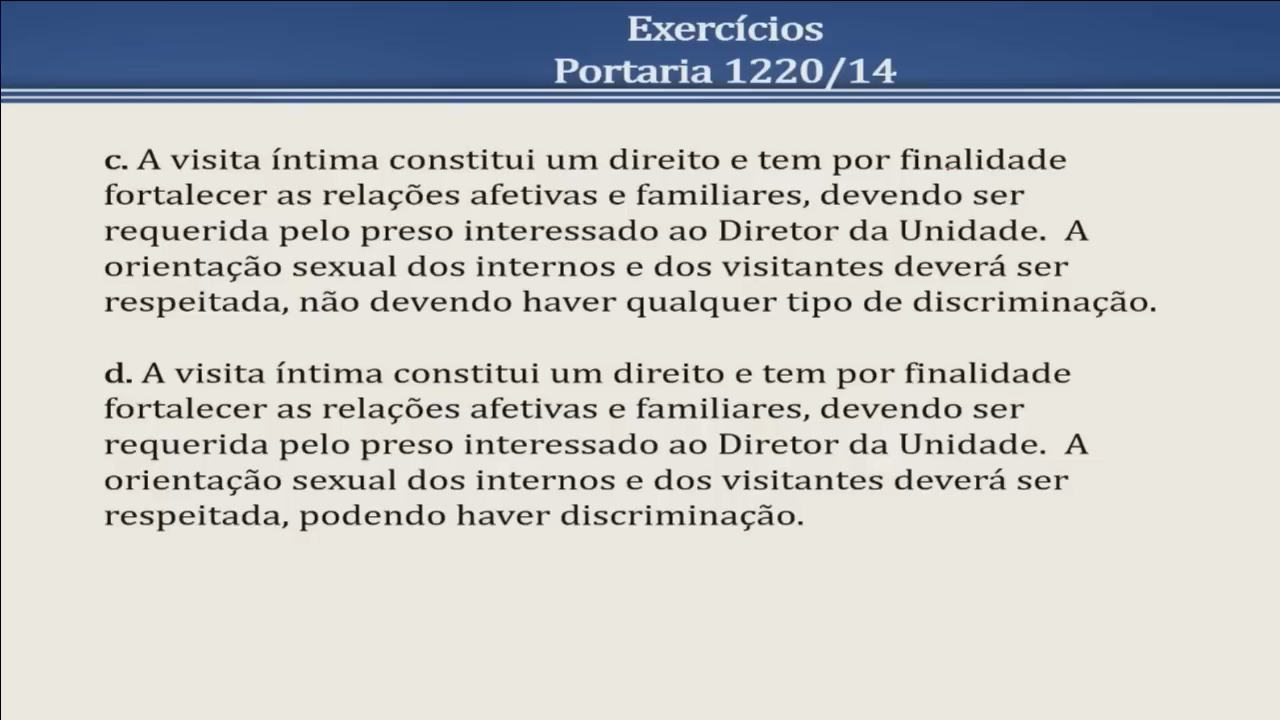 Exercícios
Portaria 1220/14
c. A visita íntima constitui um direito e tem por finalidade
fortalecer as relações afetivas e familiares, devendo ser
requerida pelo preso interessado ao Diretor da Unidade. A
orientação sexual dos internos e dos visitantes deverá ser
respeitada, não devendo haver qualquer tipo de discriminação.
d. A visita íntima constitui um direito e tem por finalidade
fortalecer as relações afetivas e familiares, devendo ser
requerida pelo preso interessado ao Diretor da Unidade. A
orientação sexual dos internos e dos visitantes deverá ser
respeitada, podendo haver discriminação.